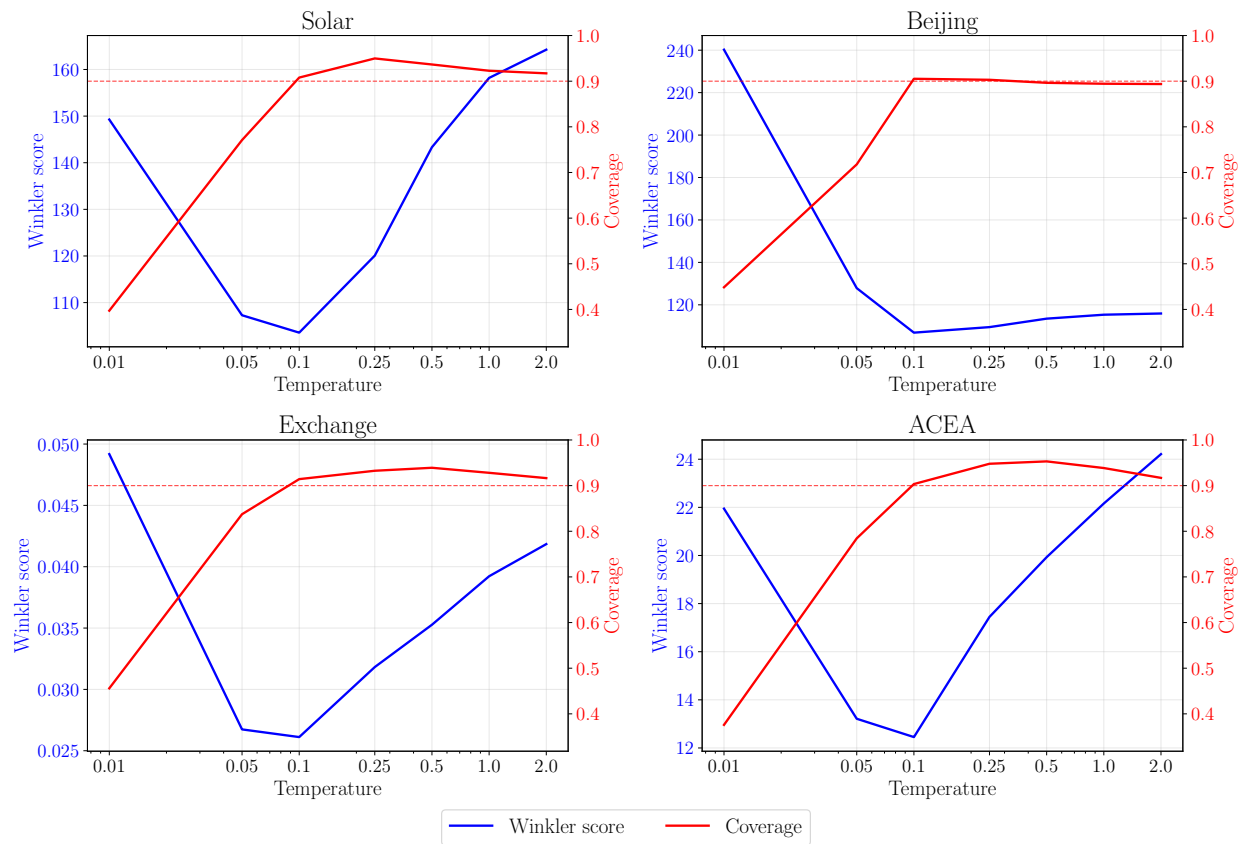 Solar
Winkler score
160
150
140
130
120
110
1.0
0.9
0.8
0.7
0.6
0.5
0.4
Coverage
0.01 0.05 0.1 0.25 0.5 1.0 2.0
Temperature
Beijing
Winkler score
240
220
200
180
160
140
120
1.0
0.9
0.8
0.7
0.6
0.5
0.4
Coverage
0.01 0.05 0.1 0.25 0.5 1.0 2.0
Temperature
Exchange
Winkler score
0.050
0.045
0.040
0.035
0.030
0.025
1.0
0.9
0.8
0.7
0.6
0.5
0.4
Coverage
0.01 0.05 0.1 0.25 0.5 1.0 2.0
Temperature
ACEA
Winkler score
24
22
20
18
16
14
12
1.0
0.9
0.8
0.7
0.6
0.5
0.4
Coverage
0.01 0.05 0.1 0.25 0.5 1.0 2.0
Temperature
Winkler score Coverage